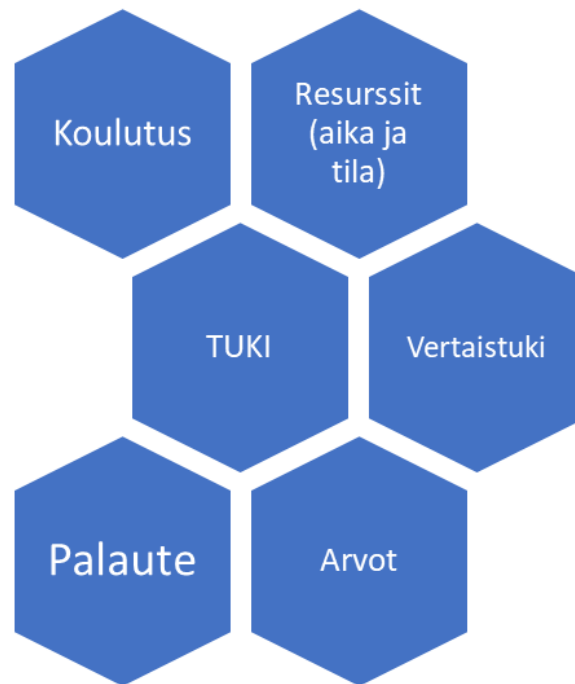 Koulutus
Resurssit
(aika ja
tila)
TUKI
Vertaistuki
Palaute
Arvot